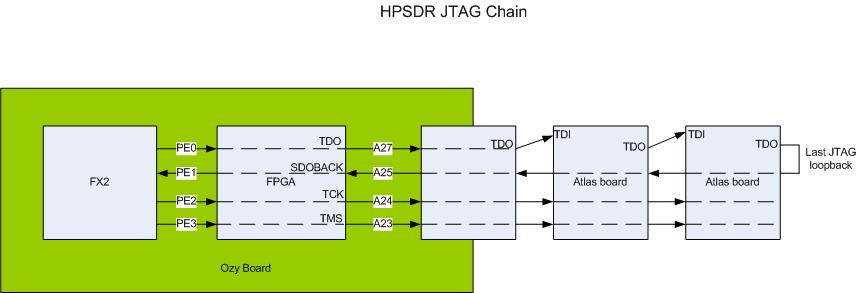 HPSDR JTAG Chain
TDO
TDI
TDI
PE0
A27
TDO
TDO
TDO
Last JTAG
loopback
SDOBACK
PE1
A25
FX2
FPGA
Atlas board
Atlas board
TCK
PE2
A24
TMS
PE3
A23
Ozy Board